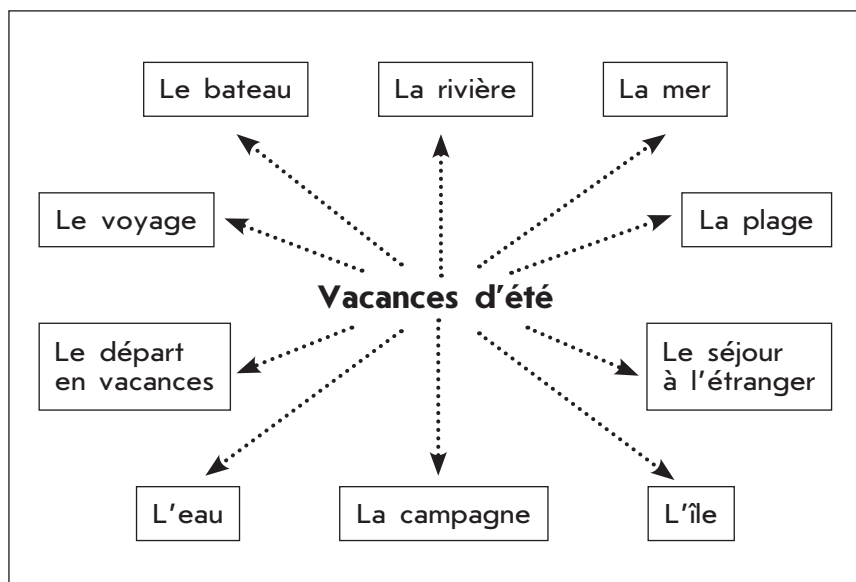 Le bateau
La rivière
La mer
Le voyage
La plage
Vacances d'été
Le départ
en vacances
Le séjour
à l'étranger
L'eau
La campagne
L'île